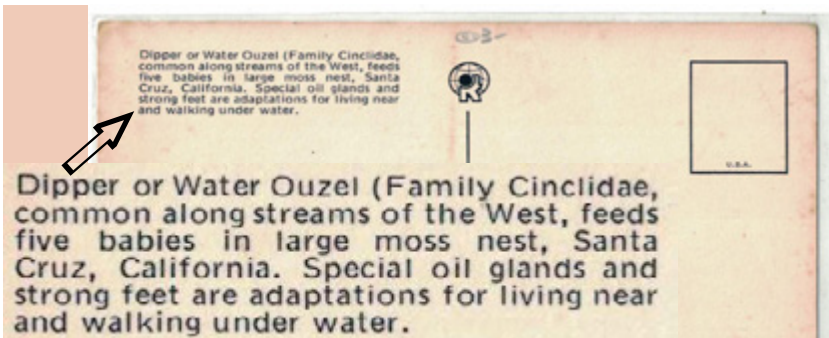 Dipper or Water Ouzel (Family Cinclidae,
common along streams of the West, feeds
five babies in large moss nest, Santa
Cruz, California. Special oil glands and
strong feet are adaptations for living near
and walking under water.
U.S.A.
Dipper or Water Ouzel (Family Cinclidae,
common along streams of the West, feeds
five babies in large moss nest, Santa
Cruz, California. Special oil glands and
strong feet are adaptations for living near
and walking under water.